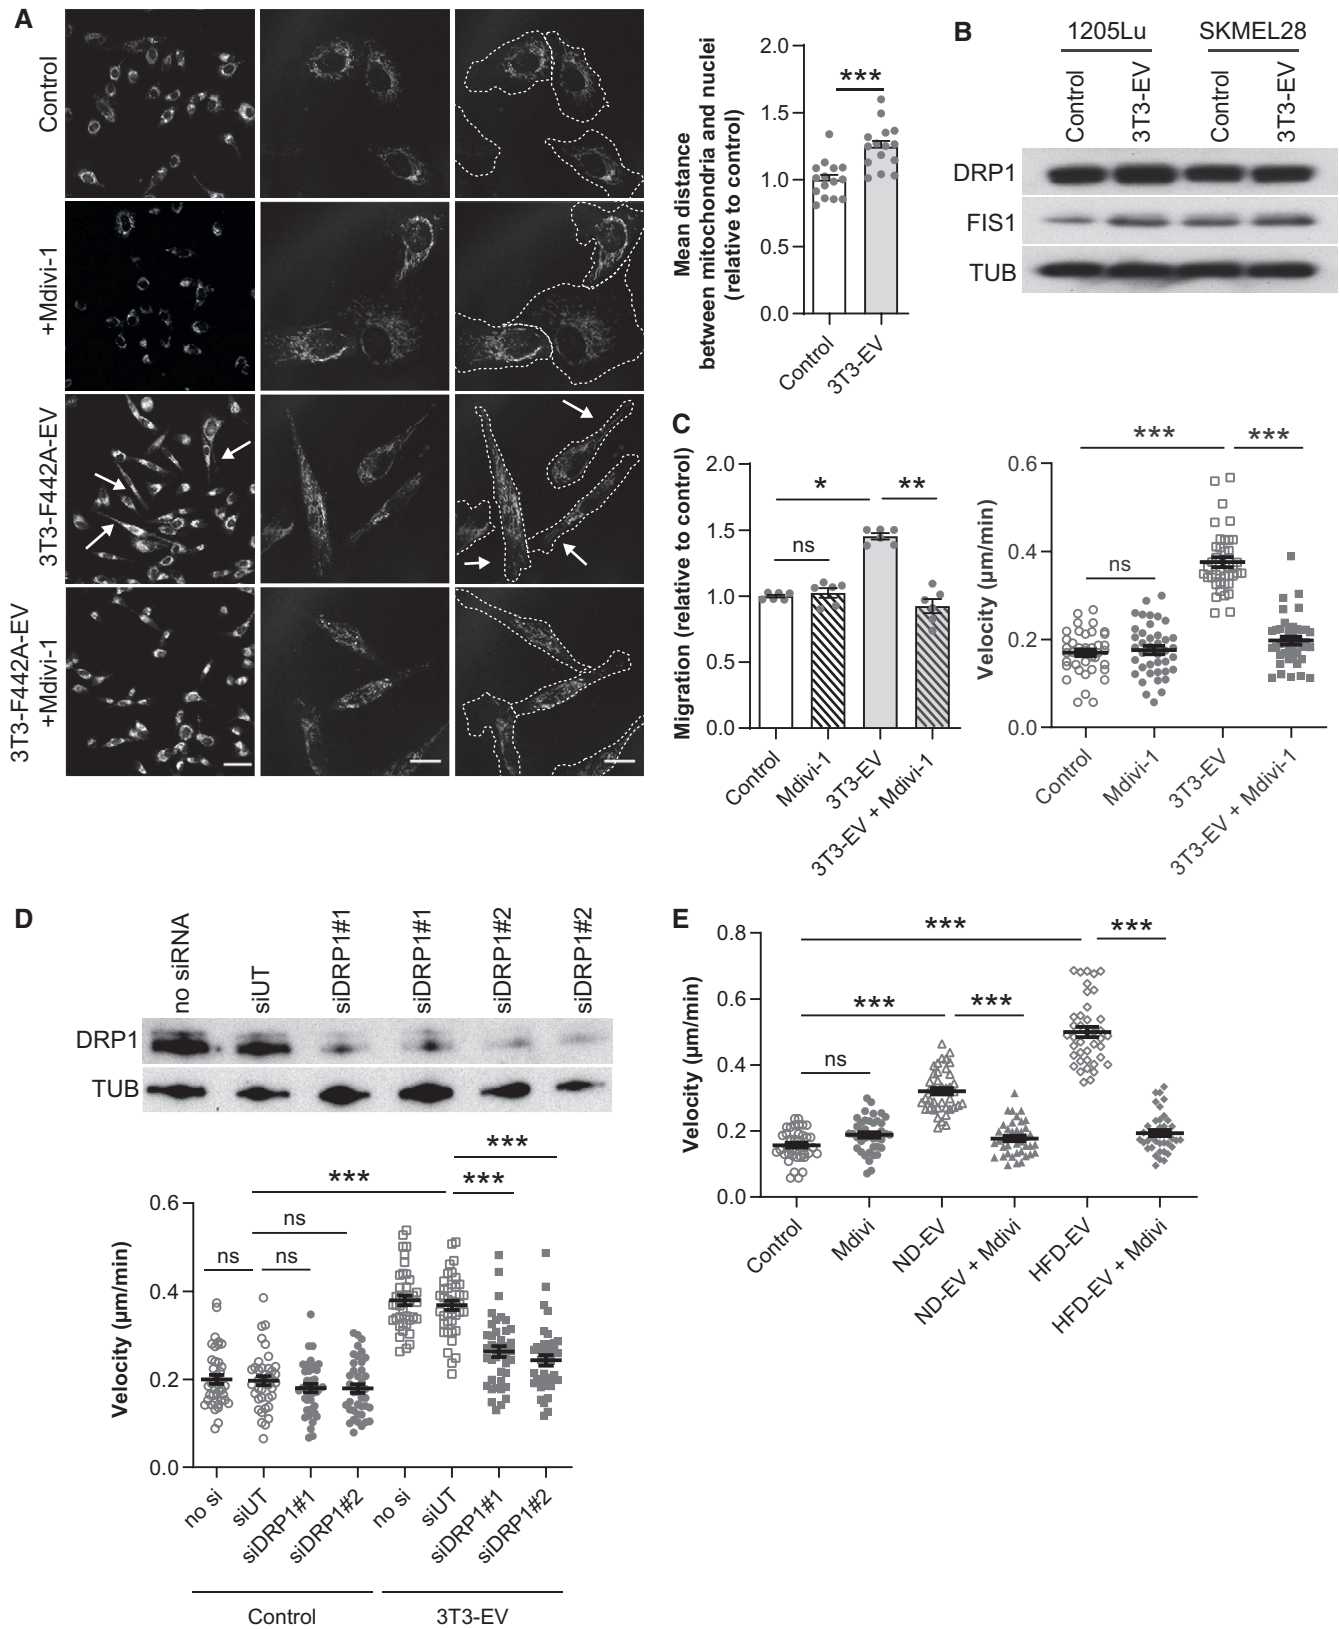 A
Control
+Mdivi-1
3T3-F442A-EV
3T3-F442A-EV
+Mdivi-1
Mean distance
between mitochondria and nuclei
(relative to control)
2.0
1.5
1.0
0.5
0.0
***
Control
3T3-EV
B
1205Lu
SKMEL28
Control
3T3-EV
Control
3T3-EV
DRP1
FIS1
TUB
C
Migration (relative to control)
2.0
1.5
1.0
0.5
0.0
*
**
ns
Control
Mdivi-1
3T3-EV
3T3-EV + Mdivi-1
Velocity (µm/min)
0.6
0.4
0.2
0.0
***
***
ns
Control
Mdivi-1
3T3-EV
3T3-EV + Mdivi-1
D
no siRNA
siUT
siDRP1#1
siDRP1#1
siDRP1#2
siDRP1#2
DRP1
TUB
Velocity (µm/min)
0.6
0.4
0.2
0.0
***
***
***
ns
ns
ns
no si
siUT
siDRP1#1
siDRP1#2
no si
siUT
siDRP1#1
siDRP1#2
Control
3T3-EV
E
Velocity (µm/min)
0.8
0.6
0.4
0.2
0.0
***
***
***
***
ns
Control
Mdivi
ND-EV
ND-EV + Mdivi
HFD-EV
HFD-EV + Mdivi